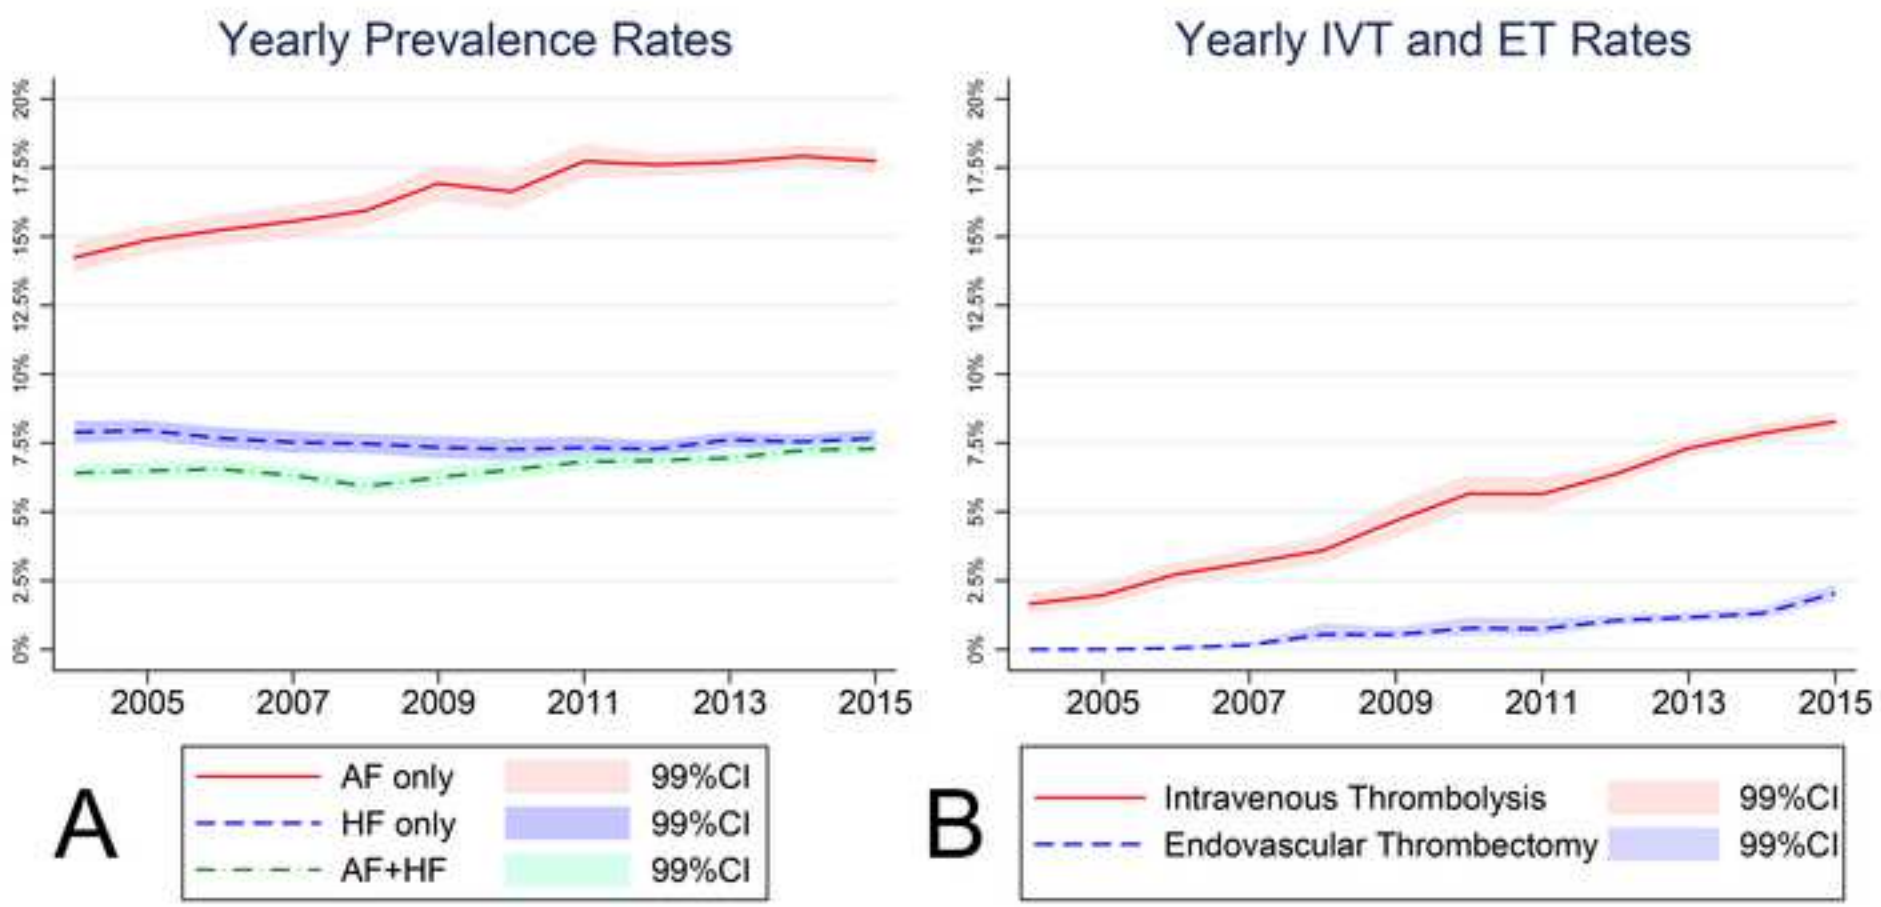 Yearly Prevalence Rates
20%
17.5%
15%
12.5%
10%
7.5%
5%
2.5%
0%
2005 2007 2009 2011 2013 2015
A
AF only 99%CI
HF only 99%CI
AF+HF 99%CI
Yearly IVT and ET Rates
20%
17.5%
15%
12.5%
10%
7.5%
5%
2.5%
0%
2005 2007 2009 2011 2013 2015
B
Intravenous Thrombolysis 99%CI
Endovascular Thrombectomy 99%CI